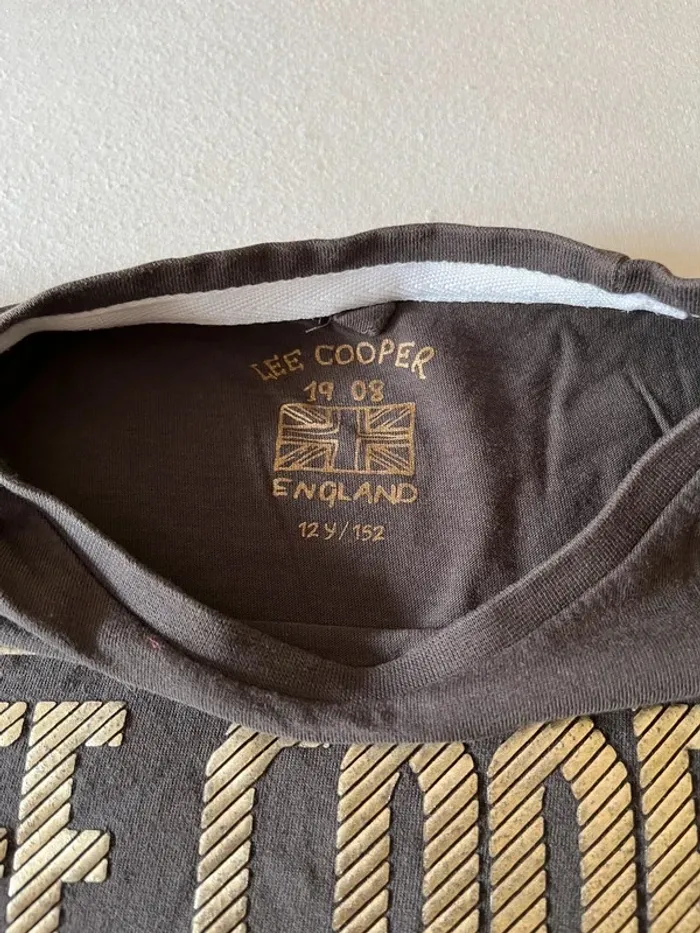 LEE COOPER
19 08
ENGLAND
12 y/152